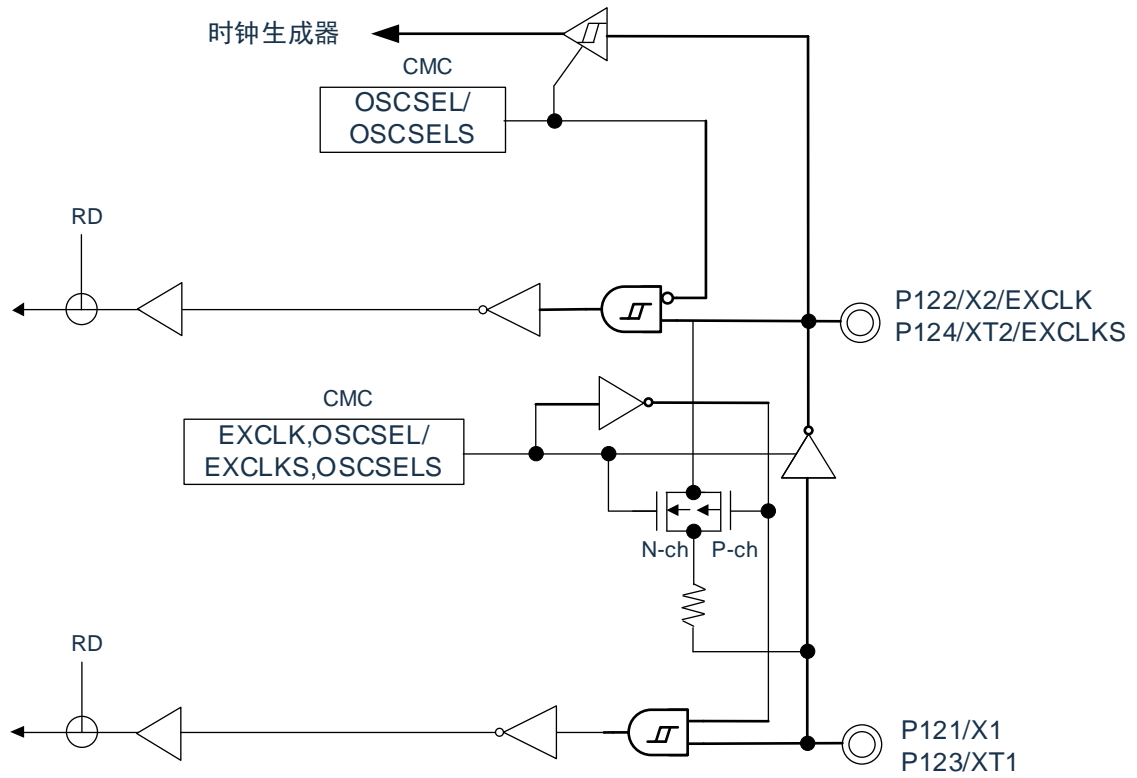 时钟生成器
CMC
OSCSEL/
OSCSELS
RD
P122/X2/EXCLK
P124/XT2/EXCLKS
CMC
EXCLK,OSCSEL/
EXCLKS,OSCSELS
N-ch
P-ch
RD
P121/X1
P123/XT1